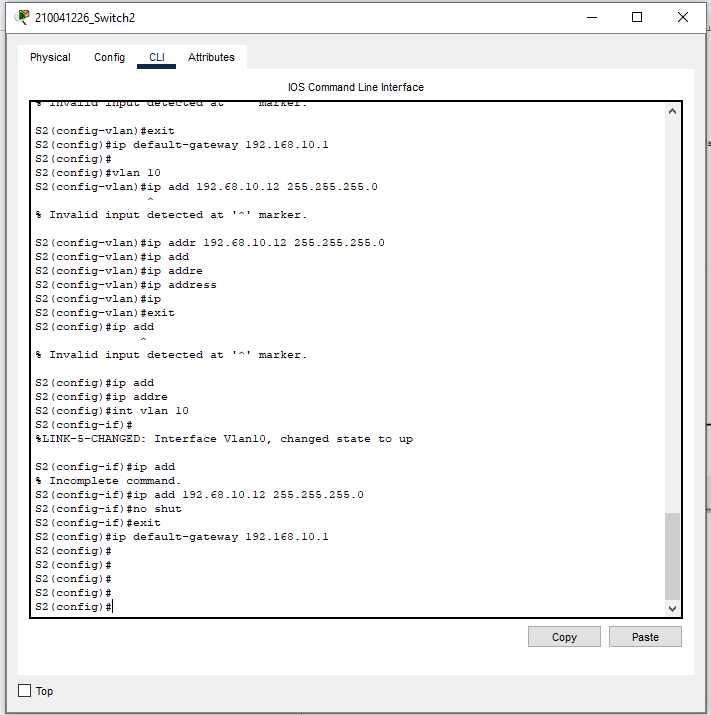 210041226_Switch2
Physical Config CLI Attributes
IOS Command Line Interface
% Invalid input detected at '^' marker.
S2(config-vlan)#exit
S2(config)#ip default-gateway 192.168.10.1
S2(config)#
S2(config)#vlan 10
S2(config-vlan)#ip add 192.68.10.12 255.255.255.0
^
% Invalid input detected at '^' marker.
S2(config-vlan)#ip addr 192.68.10.12 255.255.255.0
S2(config-vlan)#ip add
S2(config-vlan)#ip addre
S2(config-vlan)#ip address
S2(config-vlan)#ip
S2(config-vlan)#exit
S2(config)#ip add
^
% Invalid input detected at '^' marker.
S2(config)#ip add
S2(config)#ip addre
S2(config)#int vlan 10
S2(config-if)#
%LINK-5-CHANGED: Interface Vlan10, changed state to up
S2(config-if)#ip add
% Incomplete command.
S2(config-if)#ip add 192.68.10.12 255.255.255.0
S2(config-if)#no shut
S2(config-if)#exit
S2(config)#ip default-gateway 192.168.10.1
S2(config)#
S2(config)#
S2(config)#
S2(config)#
S2(config)#
Copy Paste
Top